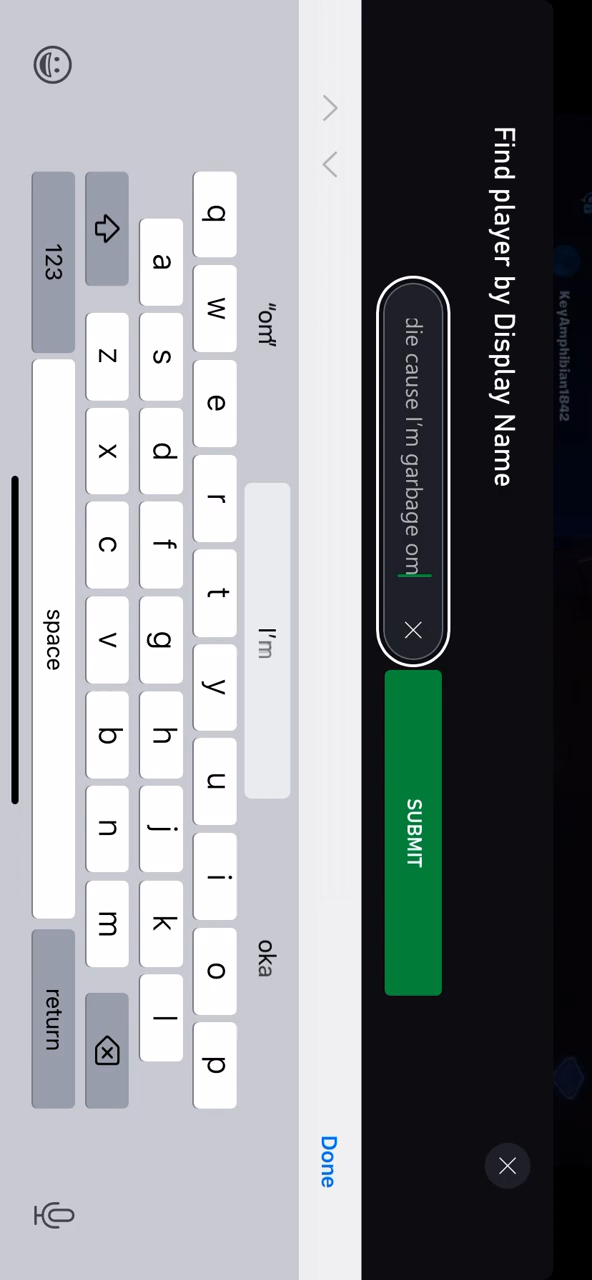 KeyAmphibian1842
Find player by Display Name
die cause I'm garbage om
SUBMIT
Done
"om"
I'm
oka
q w e r t y u i o p
a s d f g h j k l
z x c v b n m
123
space
return